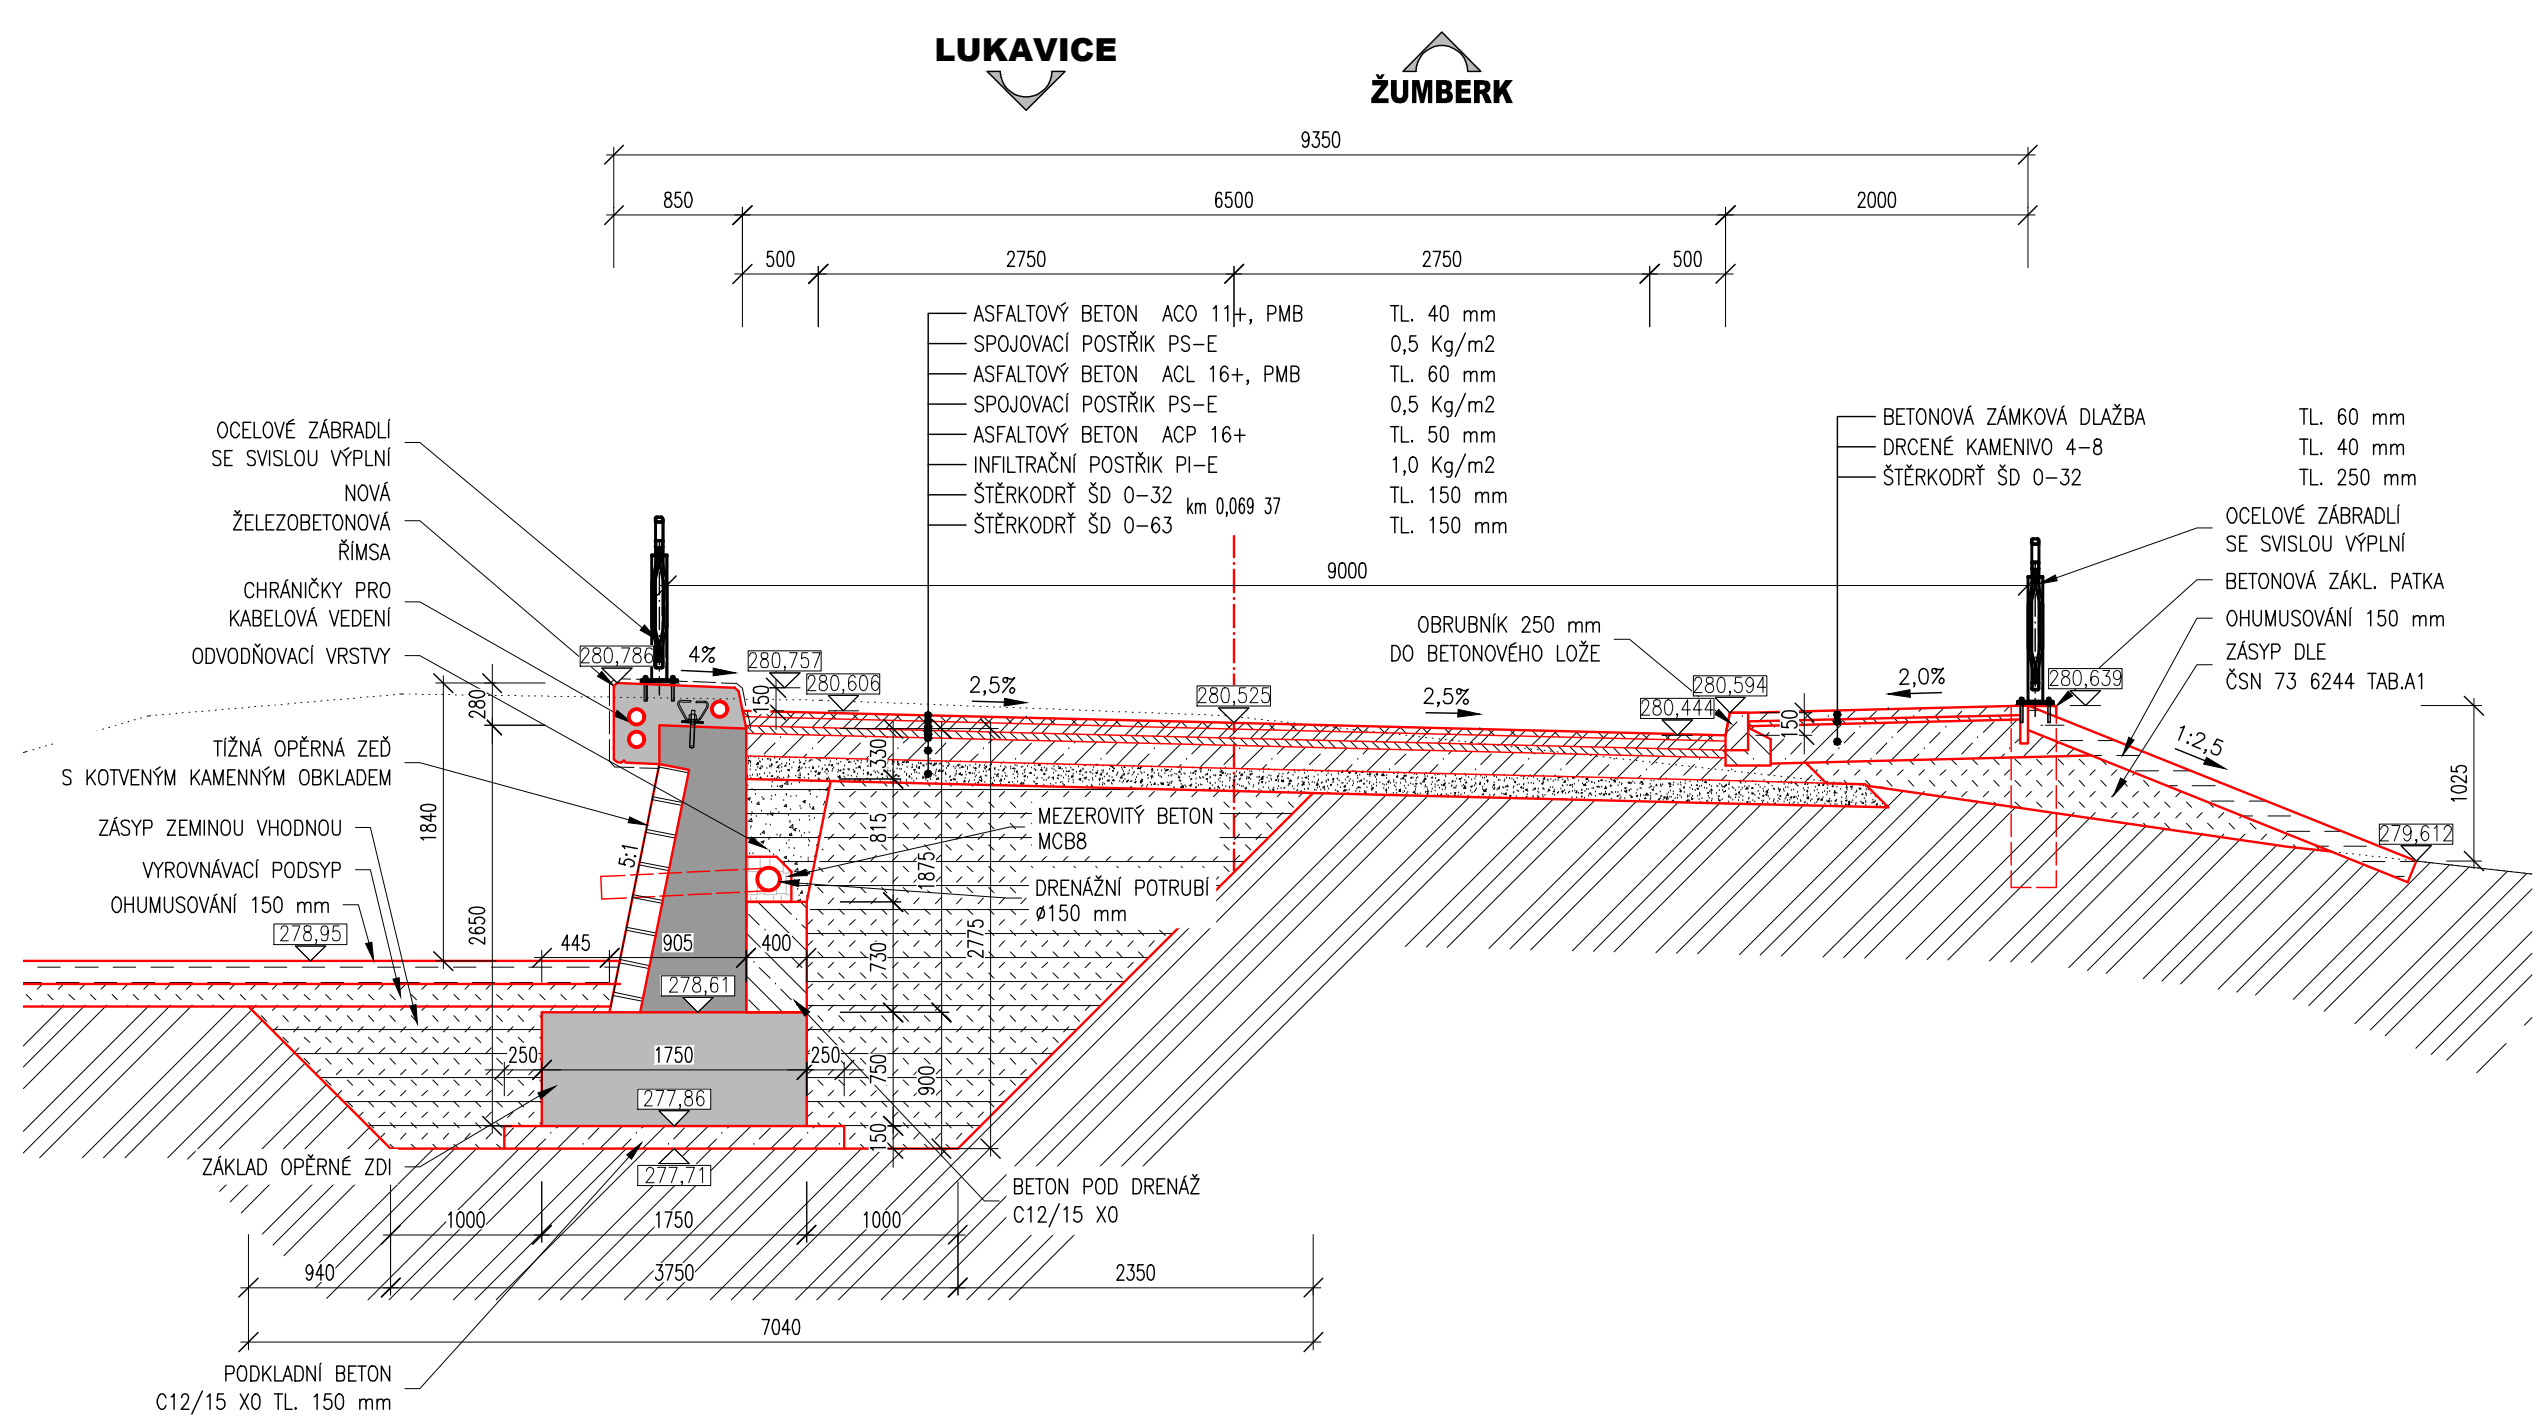 LUKAVICE
ŽUMBERK
9350
850
6500
2000
500
2750
2750
500
ASFALTOVÝ BETON ACO 11+, PMB TL. 40 mm
SPOJOVACÍ POSTŘIK PS-E 0,5 Kg/m2
ASFALTOVÝ BETON ACL 16+, PMB TL. 60 mm
SPOJOVACÍ POSTŘIK PS-E 0,5 Kg/m2
ASFALTOVÝ BETON ACP 16+ TL. 50 mm
INFILTRAČNÍ POSTŘIK PI-E 1,0 Kg/m2
ŠTĚRKODRŤ ŠD 0-32 TL. 150 mm
km 0,069 37
ŠTĚRKODRŤ ŠD 0-63 TL. 150 mm
BETONOVÁ ZÁMKOVÁ DLAŽBA TL. 60 mm
DRCENÉ KAMENIVO 4-8 TL. 40 mm
ŠTĚRKODRŤ ŠD 0-32 TL. 250 mm
OCELOVÉ ZÁBRADLÍ
SE SVISLOU VÝPLNÍ
NOVÁ
ŽELEZOBETONOVÁ
ŘÍMSA
CHRÁNIČKY PRO
KABELOVÁ VEDENÍ
ODVODŇOVACÍ VRSTVY
TÍŽNÁ OPĚRNÁ ZEĎ
S KOTVENÝM KAMENNÝM OBKLADEM
ZÁSYP ZEMINOU VHODNOU
VYROVNÁVACÍ PODSYP
OHUMUSOVÁNÍ 150 mm
278,95
OCELOVÉ ZÁBRADLÍ
SE SVISLOU VÝPLNÍ
BETONOVÁ ZÁKL. PATKA
OHUMUSOVÁNÍ 150 mm
ZÁSYP DLE
ČSN 73 6244 TAB.A1
9000
OBRUBNÍK 250 mm
DO BETONOVÉHO LOŽE
280,786
4%
280,757
280,606
2,5%
280,525
2,5%
280,594
280,444
2,0%
280,639
1:2,5
279,612
1025
150
150
280
1840
2650
5:1
330
815
1875
2775
730
750
900
150
MEZEROVITÝ BETON
MCB8
DRENÁŽNÍ POTRUBÍ
ø150 mm
445
905
400
278,61
250
1750
250
277,86
277,71
ZÁKLAD OPĚRNÉ ZDI
BETON POD DRENÁŽ
C12/15 X0
1000
1750
1000
940
3750
2350
7040
PODKLADNÍ BETON
C12/15 X0 TL. 150 mm